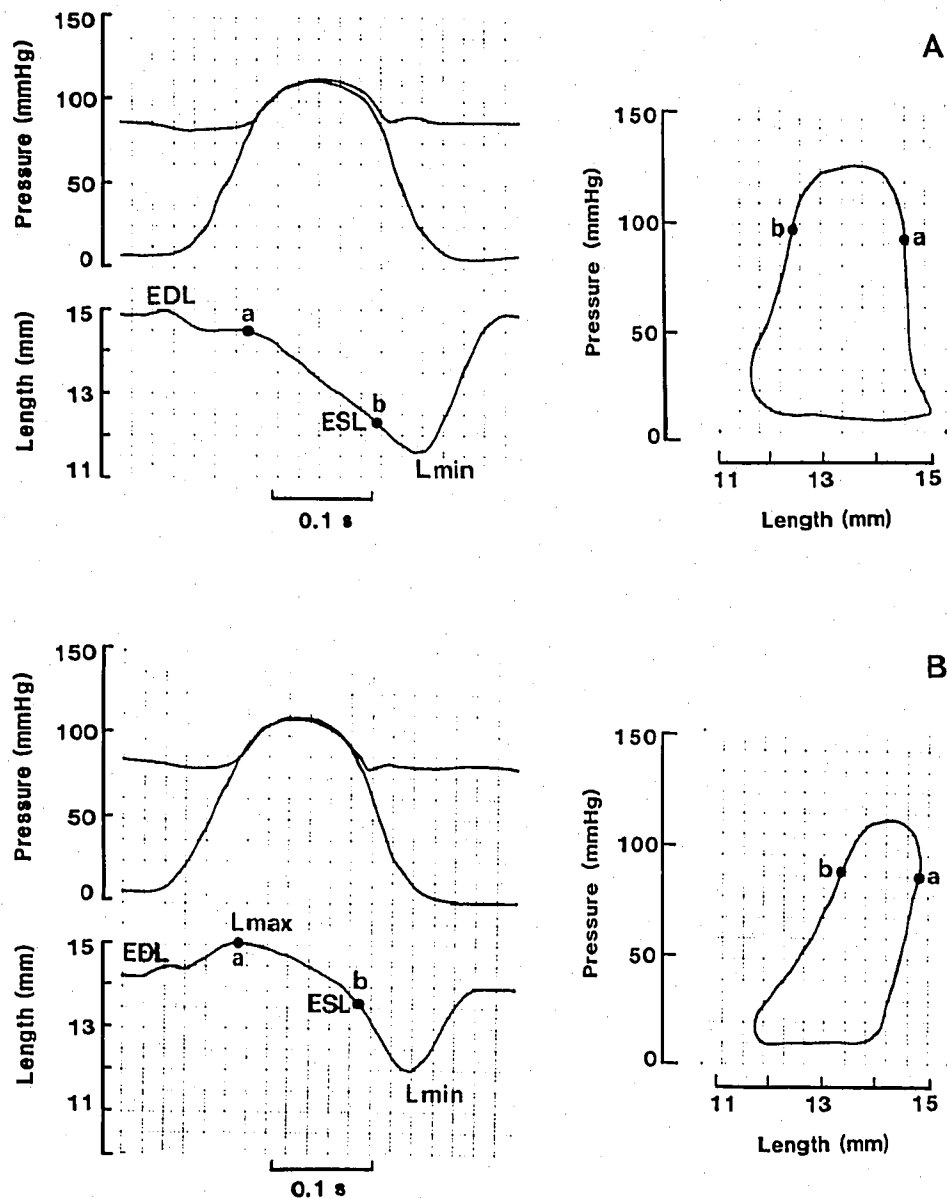 A
150
100
50
0
Pressure (mmHg)
EDL
a
b
ESL
Lmin
15
13
11
Length (mm)
0.1 s
150
100
50
0
Pressure (mmHg)
b
a
11 13 15
Length (mm)
B
150
100
50
0
Pressure (mmHg)
EDL
Lmax
a
b
ESL
Lmin
15
13
11
Length (mm)
0.1 s
150
100
50
0
Pressure (mmHg)
b
a
11 13 15
Length (mm)